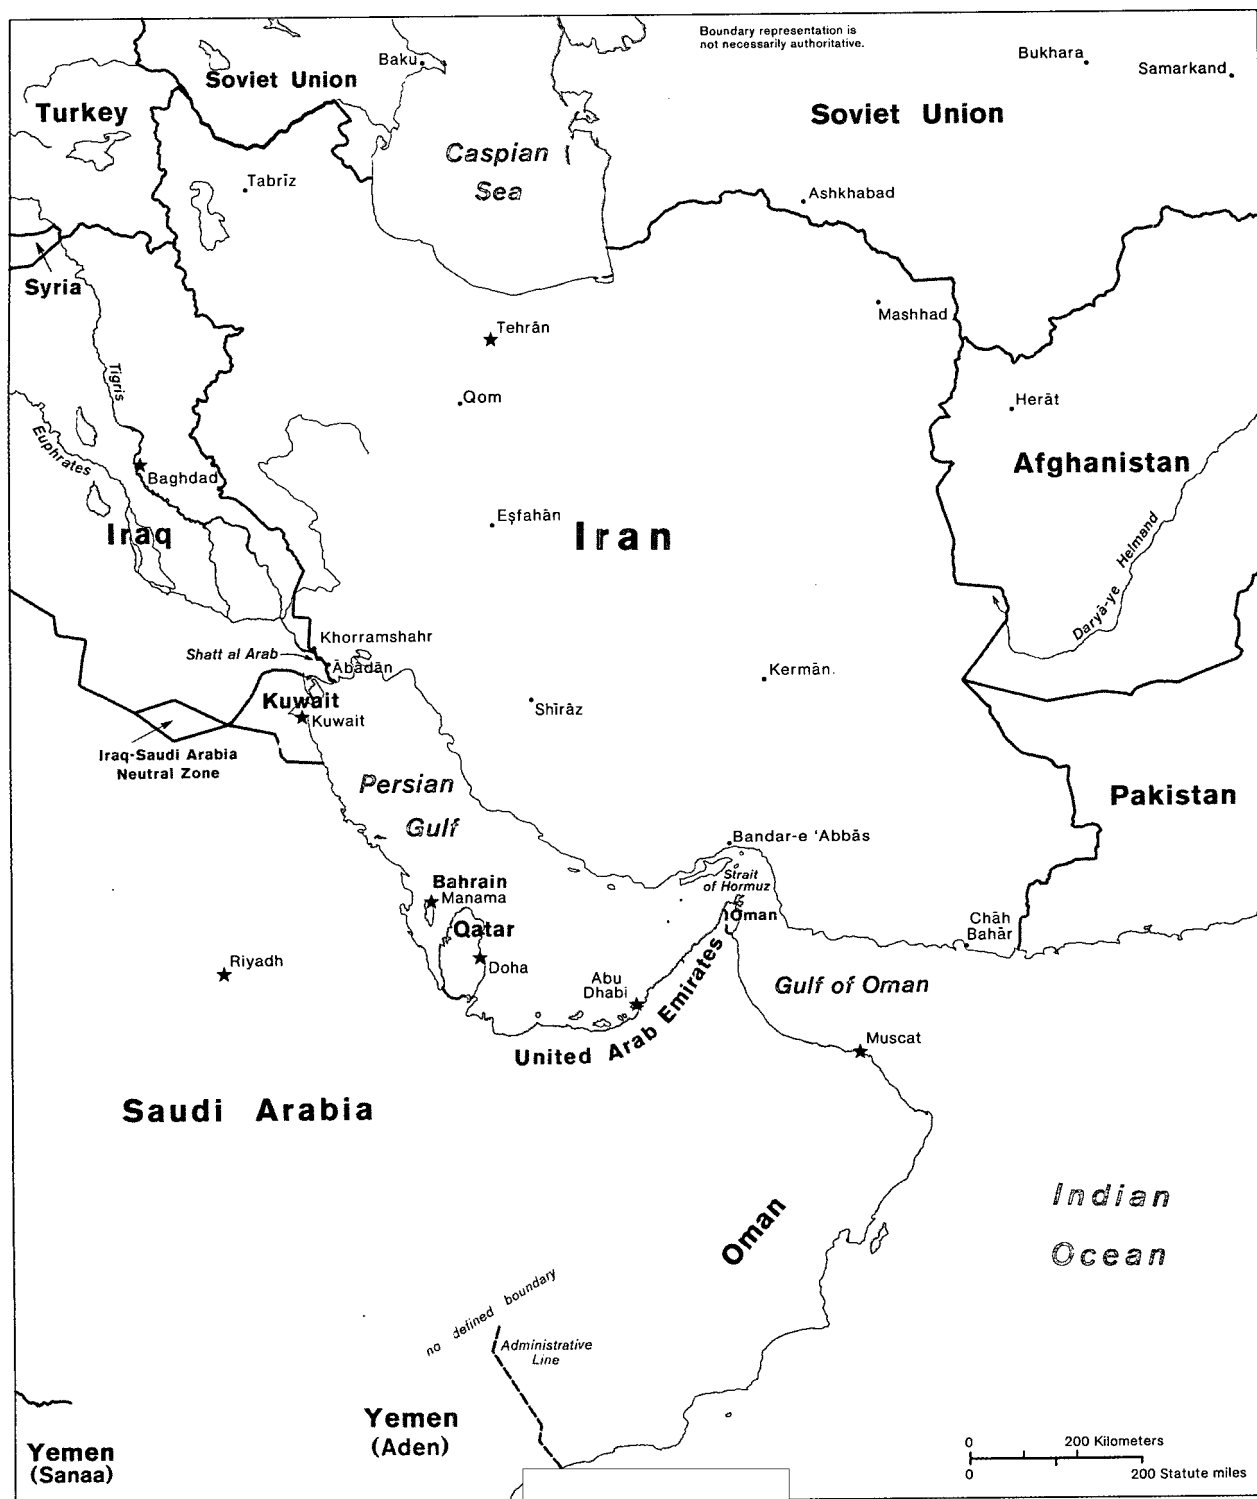 Boundary representation is
not necessarily authoritative.
Baku
Bukhara
Samarkand
Soviet Union
Turkey
Soviet Union
Caspian
Sea
Tabrīz
Ashkhabad
Syria
Mashhad
Tehrān
Tigris
Qom
Herāt
Euphrates
Baghdad
Afghanistan
Iraq
Eşfahān
Iran
Daryā-ye Helmand
Khorramshahr
Shatt al Arab
Ābādān
Kermān
Kuwait
Kuwait
Shīrāz
Iraq-Saudi Arabia
Neutral Zone
Persian
Gulf
Pakistan
Bandar-e 'Abbās
Strait
of Hormuz
Bahrain
Manama
Oman
Chāh
Bahār
Qatar
Riyadh
Doha
Abu
Dhabi
Gulf of Oman
United Arab Emirates
Muscat
Saudi Arabia
Indian
Ocean
Oman
no defined boundary
Administrative
Line
Yemen
(Aden)
Yemen
(Sanaa)
0 200 Kilometers
0 200 Statute miles